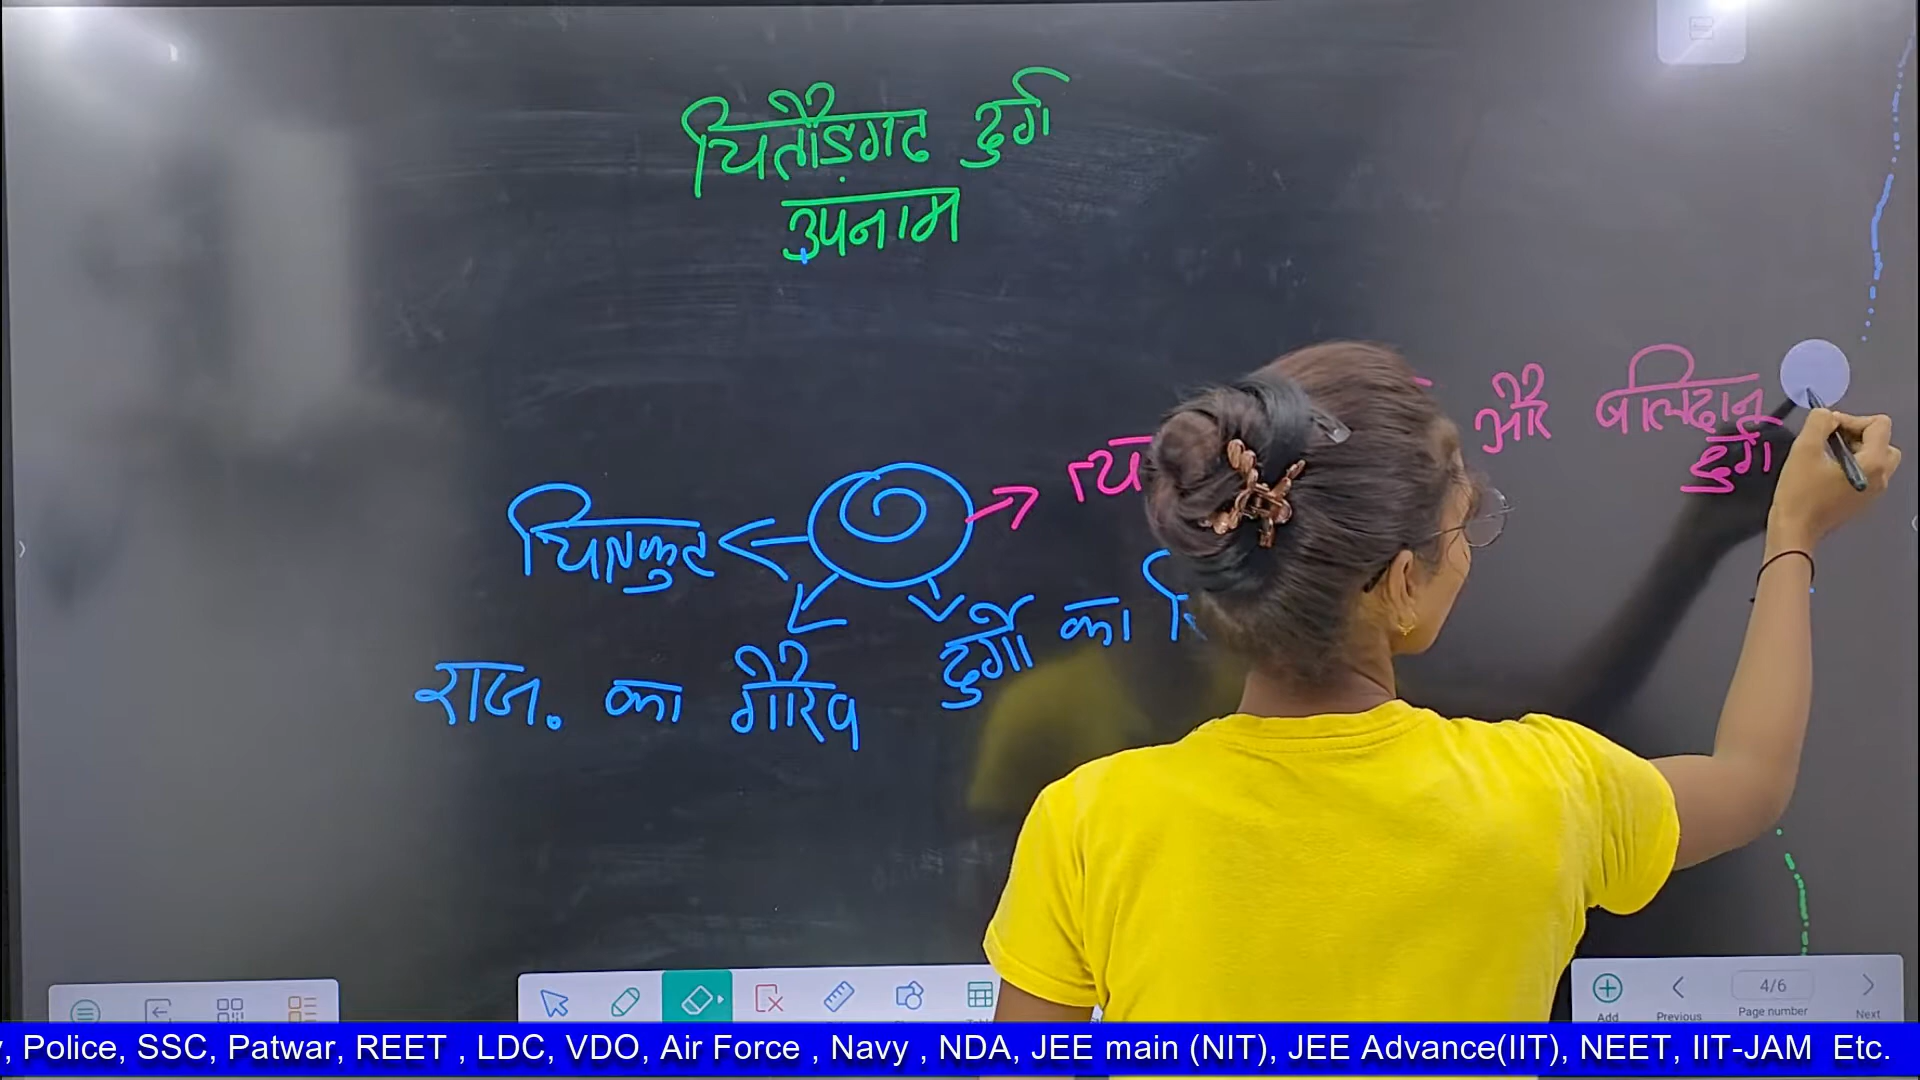 चितौडगढ दुर्ग
उपनाम
और बलिदान
दुर्ग
चित्रकुट
दुर्गो का
राज. का गौरव
4/6
Add
Previous
Page number
Next
, Police, SSC, Patwar, REET , LDC, VDO, Air Force , Navy , NDA, JEE main (NIT), JEE Advance(IIT), NEET, IIT-JAM Etc.